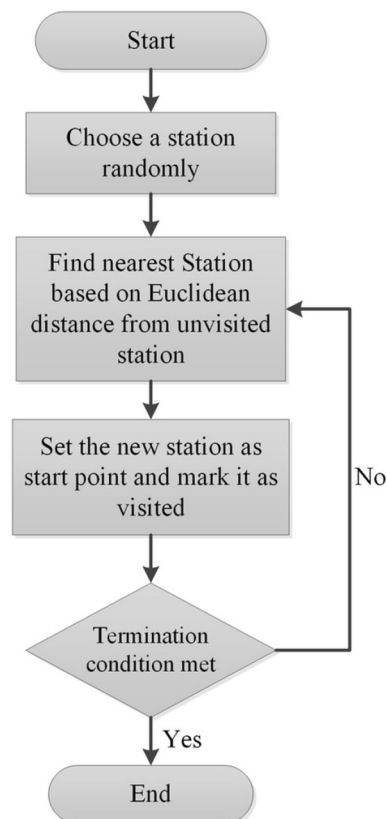 Start
Choose a station
randomly
Find nearest Station
based on Euclidean
distance from unvisited
station
Set the new station as
start point and mark it as
visited
No
Termination
condition met
Yes
End